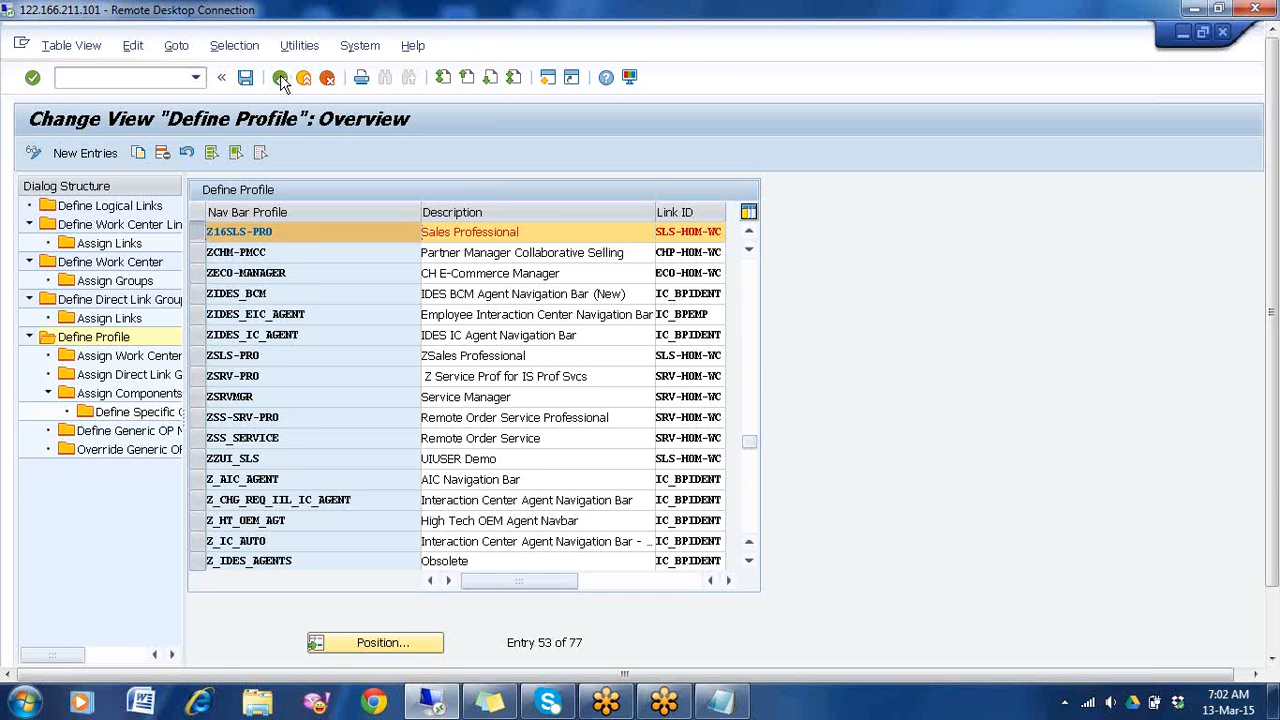 122.166.211.101 - Remote Desktop Connection
Table View Edit Goto Selection Utilities System Help
Change View "Define Profile": Overview
New Entries
Dialog Structure
Define Logical Links
Define Work Center Lin
Assign Links
Define Work Center
Assign Groups
Define Direct Link Grou
Assign Links
Define Profile
Assign Work Center
Assign Direct Link G
Assign Components
Define Specific C
Define Generic OP M
Override Generic OF
Define Profile
Nav Bar Profile Description Link ID
Z16SLS-PRO Sales Professional SLS-HOM-WC
ZCHM-PMCC Partner Manager Collaborative Selling CHP-HOM-WC
ZECO-MANAGER CH E-Commerce Manager ECO-HOM-WC
ZIDES_BCM IDES BCM Agent Navigation Bar (New) IC_BPIDENT
ZIDES_EIC_AGENT Employee Interaction Center Navigation Bar IC_BPEMP
ZIDES_IC_AGENT IDES IC Agent Navigation Bar IC_BPIDENT
ZSLS-PRO ZSales Professional SLS-HOM-WC
ZSRV-PRO Z Service Prof for IS Prof Svcs SRV-HOM-WC
ZSRVMGR Service Manager SRV-HOM-WC
ZSS-SRV-PRO Remote Order Service Professional SRV-HOM-WC
ZSS_SERVICE Remote Order Service SRV-HOM-WC
ZZUI_SLS UIUSER Demo SLS-HOM-WC
Z_AIC_AGENT AIC Navigation Bar IC_BPIDENT
Z_CHG_REQ_IIL_IC_AGENT Interaction Center Agent Navigation Bar IC_BPIDENT
Z_HT_OEM_AGT High Tech OEM Agent Navbar IC_BPIDENT
Z_IC_AUTO Interaction Center Agent Navigation Bar - ... IC_BPIDENT
Z_IDES_AGENTS Obsolete IC_BPIDENT
Position... Entry 53 of 77
7:02 AM
13-Mar-15